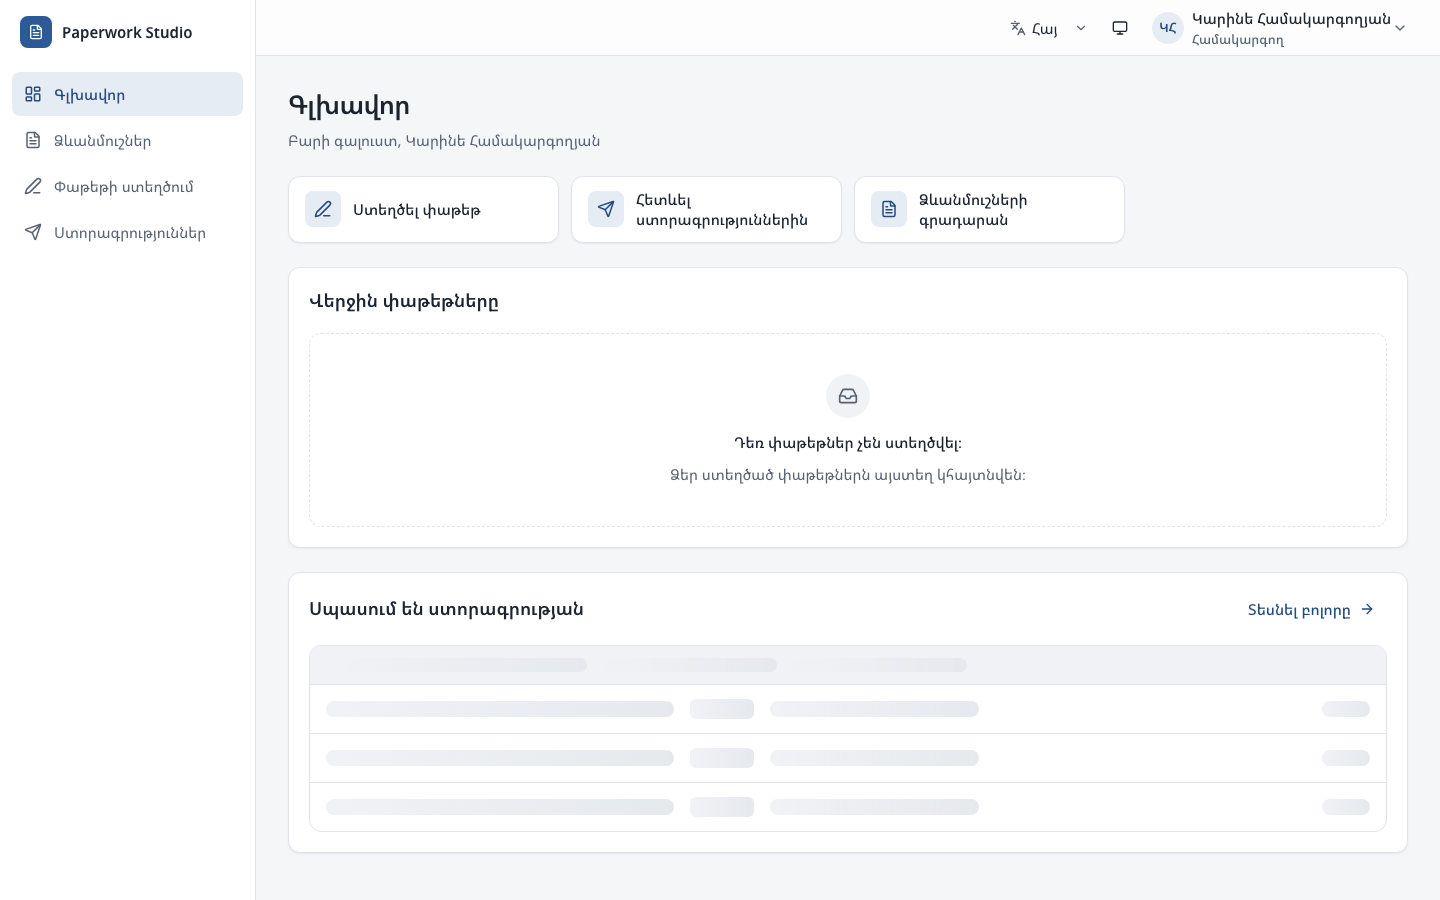 Paperwork Studio
Հայ
ԿՀ
Կարինե Համակարգողյան
Համակարգող
Գլխավոր
Ձևանմուշներ
Փաթեթի ստեղծում
Ստորագրություններ
Գլխավոր
Բարի գալուստ, Կարինե Համակարգողյան
Ստեղծել փաթեթ
Հետևել
ստորագրություններին
Ձևանմուշների
գրադարան
Վերջին փաթեթները
Դեռ փաթեթներ չեն ստեղծվել։
Ձեր ստեղծած փաթեթներն այստեղ կհայտնվեն։
Սպասում են ստորագրության
Տեսնել բոլորը